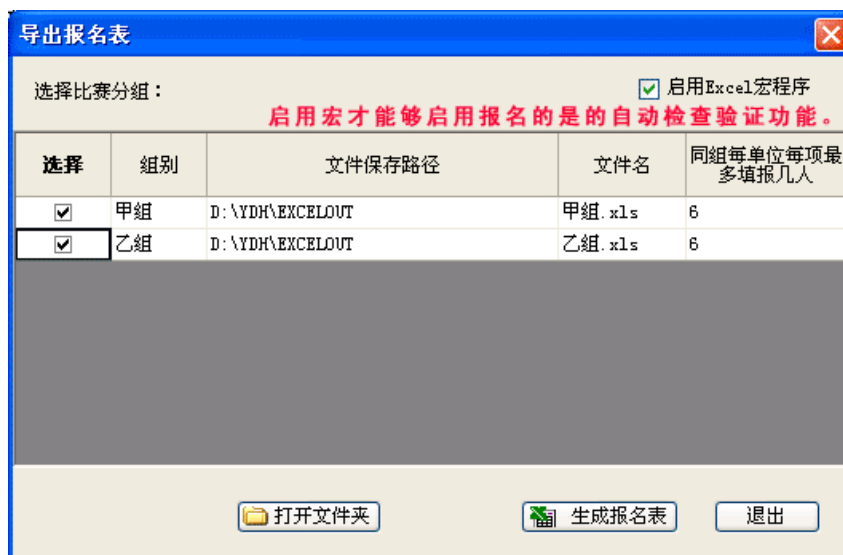 导出报名表
选择比赛分组：
启用Excel宏程序
启用宏才能够启用报名的是的自动检查验证功能。
选择 组别 文件保存路径 文件名 同组每单位每项最
多填报几人
甲组 D:\YDH\EXCELOUT 甲组.xls 6
乙组 D:\YDH\EXCELOUT 乙组.xls 6
打开文件夹 生成报名表 退出